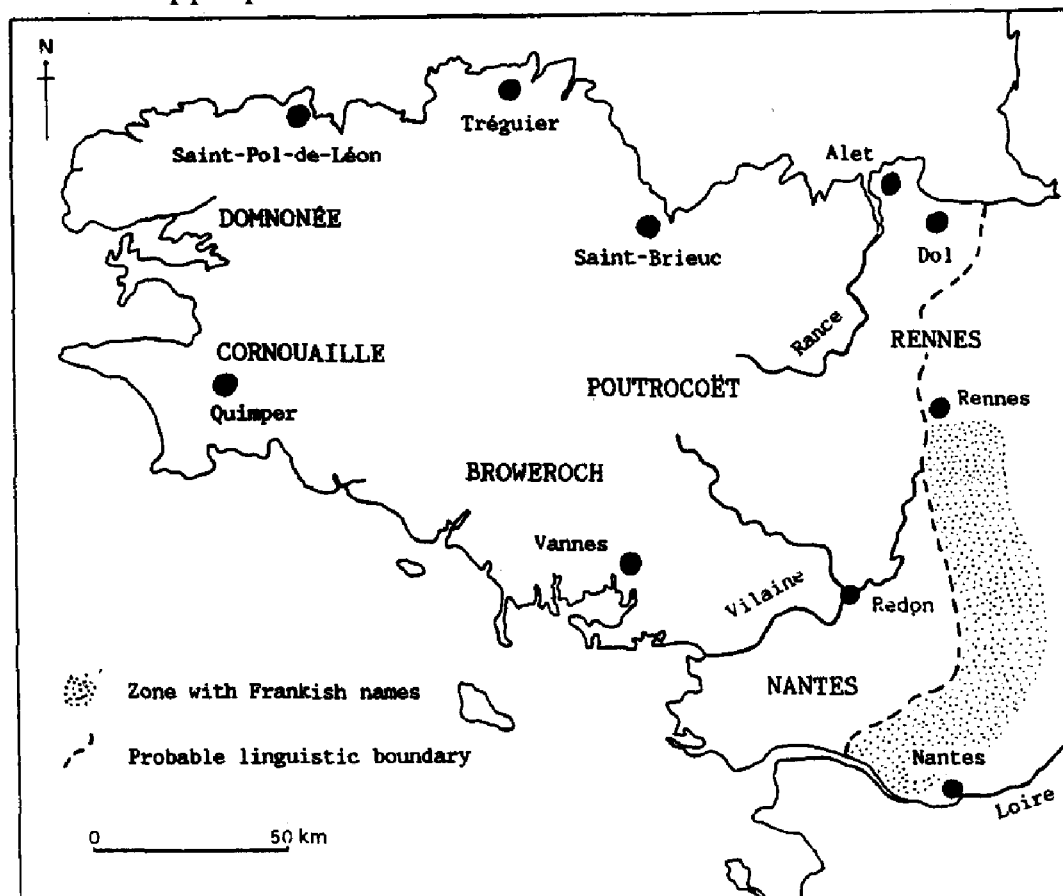 N
Tréguier
Saint-Pol-de-Léon
Alet
DOMNONÉE
Saint-Brieuc
Dol
Rance
RENNES
CORNOUAILLE
POUTROCOËT
Quimper
Rennes
BROWEROCH
Vannes
Vilaine
Redon
Zone with Frankish names
NANTES
Probable linguistic boundary
Nantes
Loire
0 50 km